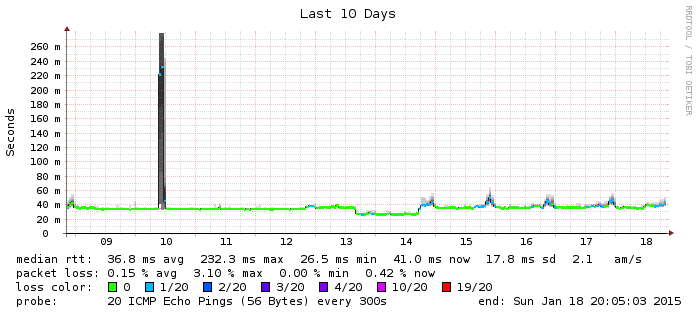 Last 10 Days
RRDTOOL / TOBI OETIKER
Seconds
260 m
240 m
220 m
200 m
180 m
160 m
140 m
120 m
100 m
80 m
60 m
40 m
20 m
0
09 10 11 12 13 14 15 16 17 18
median rtt: 36.8 ms avg 232.3 ms max 26.5 ms min 41.0 ms now 17.8 ms sd 2.1 am/s
packet loss: 0.15 % avg 3.10 % max 0.00 % min 0.42 % now
loss color: 0 1/20 2/20 3/20 4/20 10/20 19/20
probe: 20 ICMP Echo Pings (56 Bytes) every 300s end: Sun Jan 18 20:05:03 2015